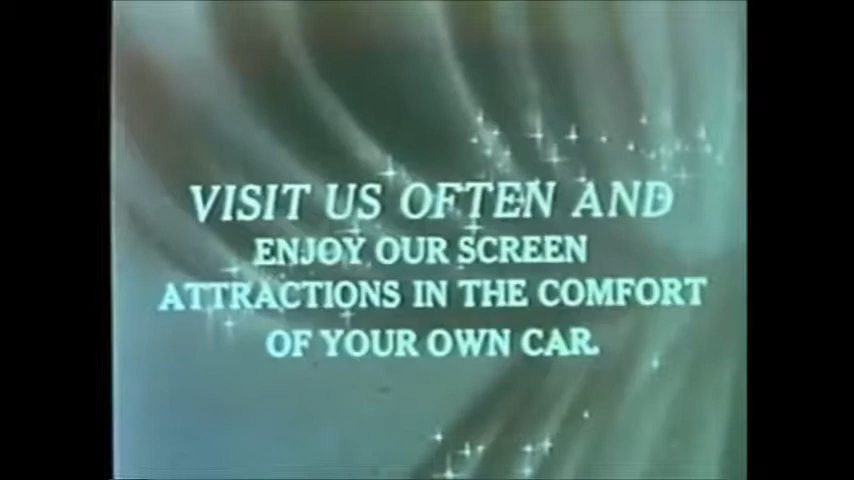 VISIT US OFTEN AND
ENJOY OUR SCREEN
ATTRACTIONS IN THE COMFORT
OF YOUR OWN CAR.